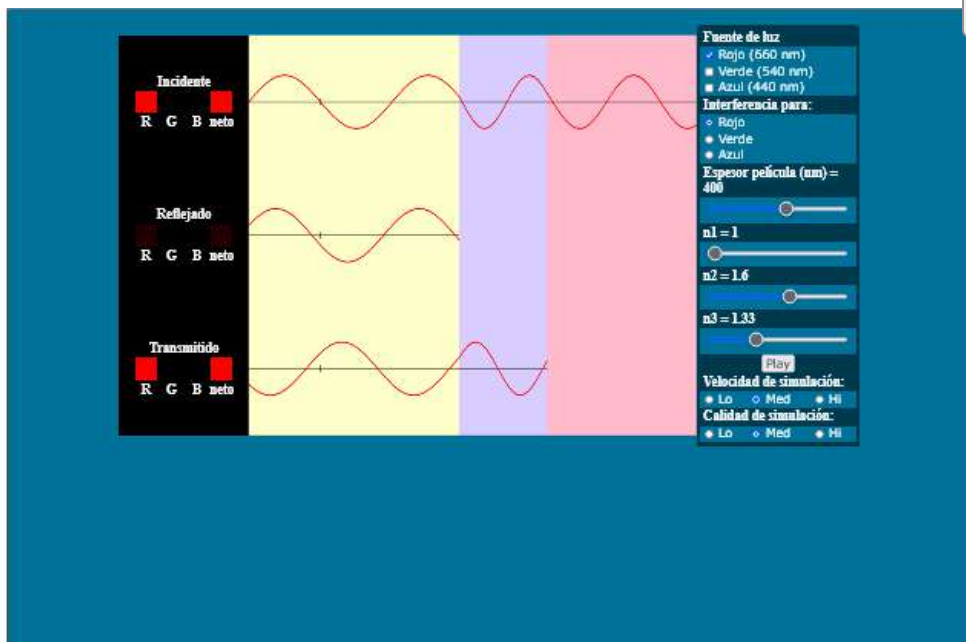 Incidente
R G B neto
Reflejado
R G B neto
Transmitido
R G B neto
Fuente de luz
Rojo (660 nm)
Verde (540 nm)
Azul (440 nm)
Interferencia para:
Rojo
Verde
Azul
Espesor película (nm) =
400
n1 = 1
n2 = 1.6
n3 = 1.33
Play
Velocidad de simulación:
Lo Med Hi
Calidad de simulación:
Lo Med Hi